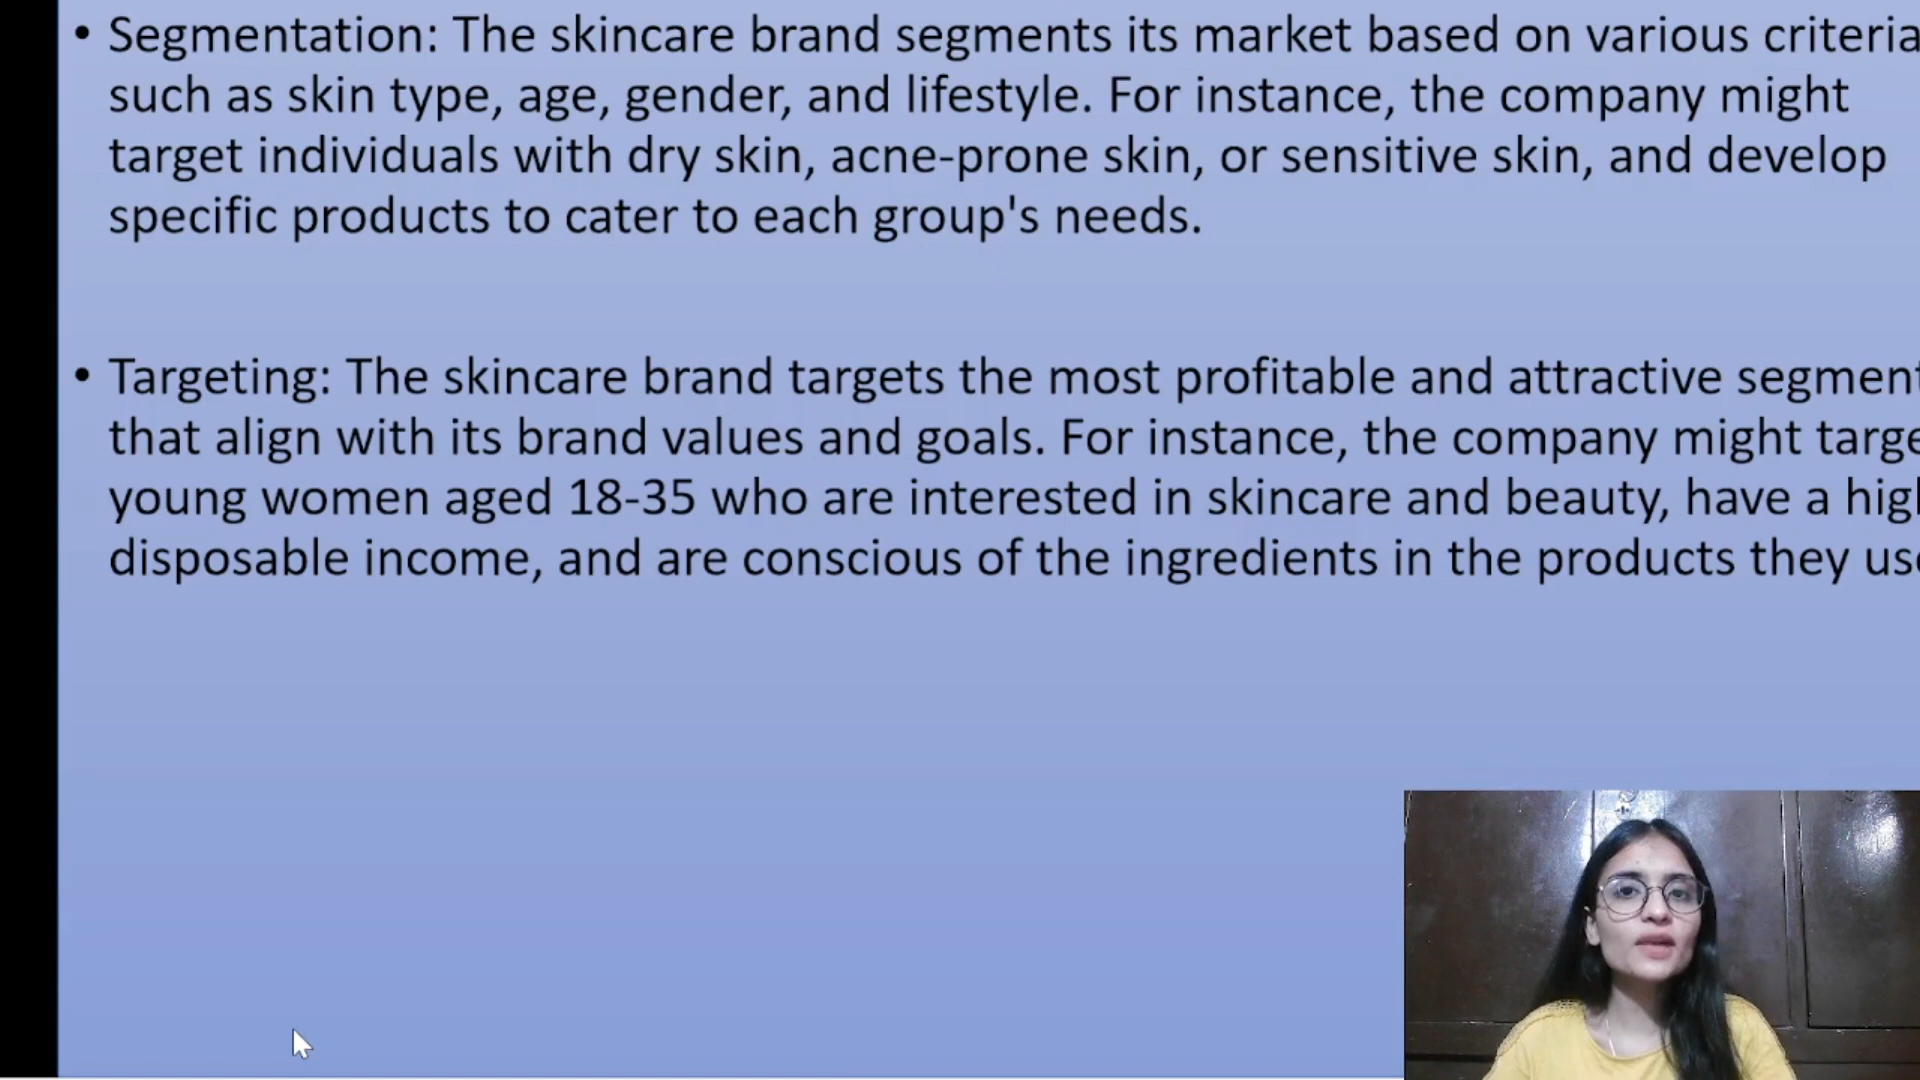 • Segmentation: The skincare brand segments its market based on various criteria
such as skin type, age, gender, and lifestyle. For instance, the company might
target individuals with dry skin, acne-prone skin, or sensitive skin, and develop
specific products to cater to each group's needs.
• Targeting: The skincare brand targets the most profitable and attractive segment
that align with its brand values and goals. For instance, the company might targe
young women aged 18-35 who are interested in skincare and beauty, have a hig
disposable income, and are conscious of the ingredients in the products they us